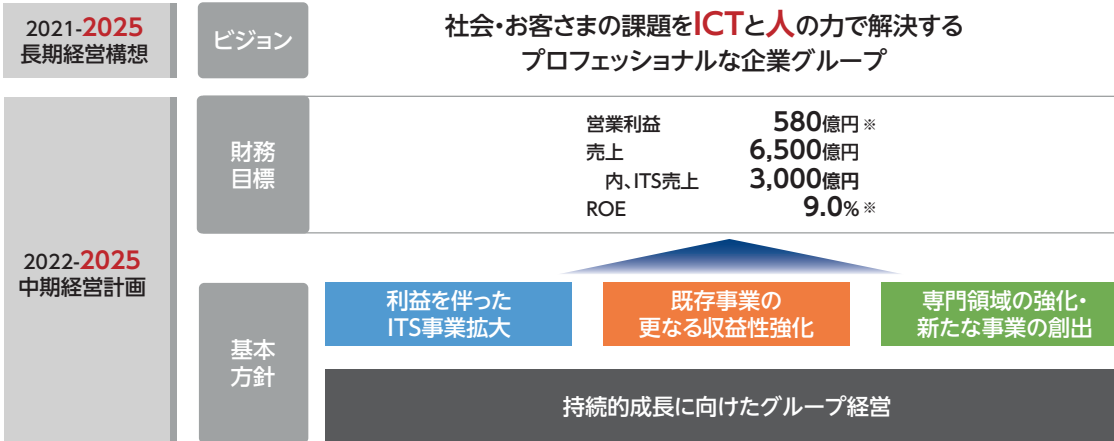 2021-2025
長期経営構想
ビジョン
社会・お客さまの課題をICTと人の力で解決する
プロフェッショナルな企業グループ
2022-2025
中期経営計画
財務
目標
営業利益 580億円※
売上 6,500億円
内、ITS売上 3,000億円
ROE 9.0%※
基本
方針
利益を伴った
ITS事業拡大
既存事業の
更なる収益性強化
専門領域の強化・
新たな事業の創出
持続的成長に向けたグループ経営